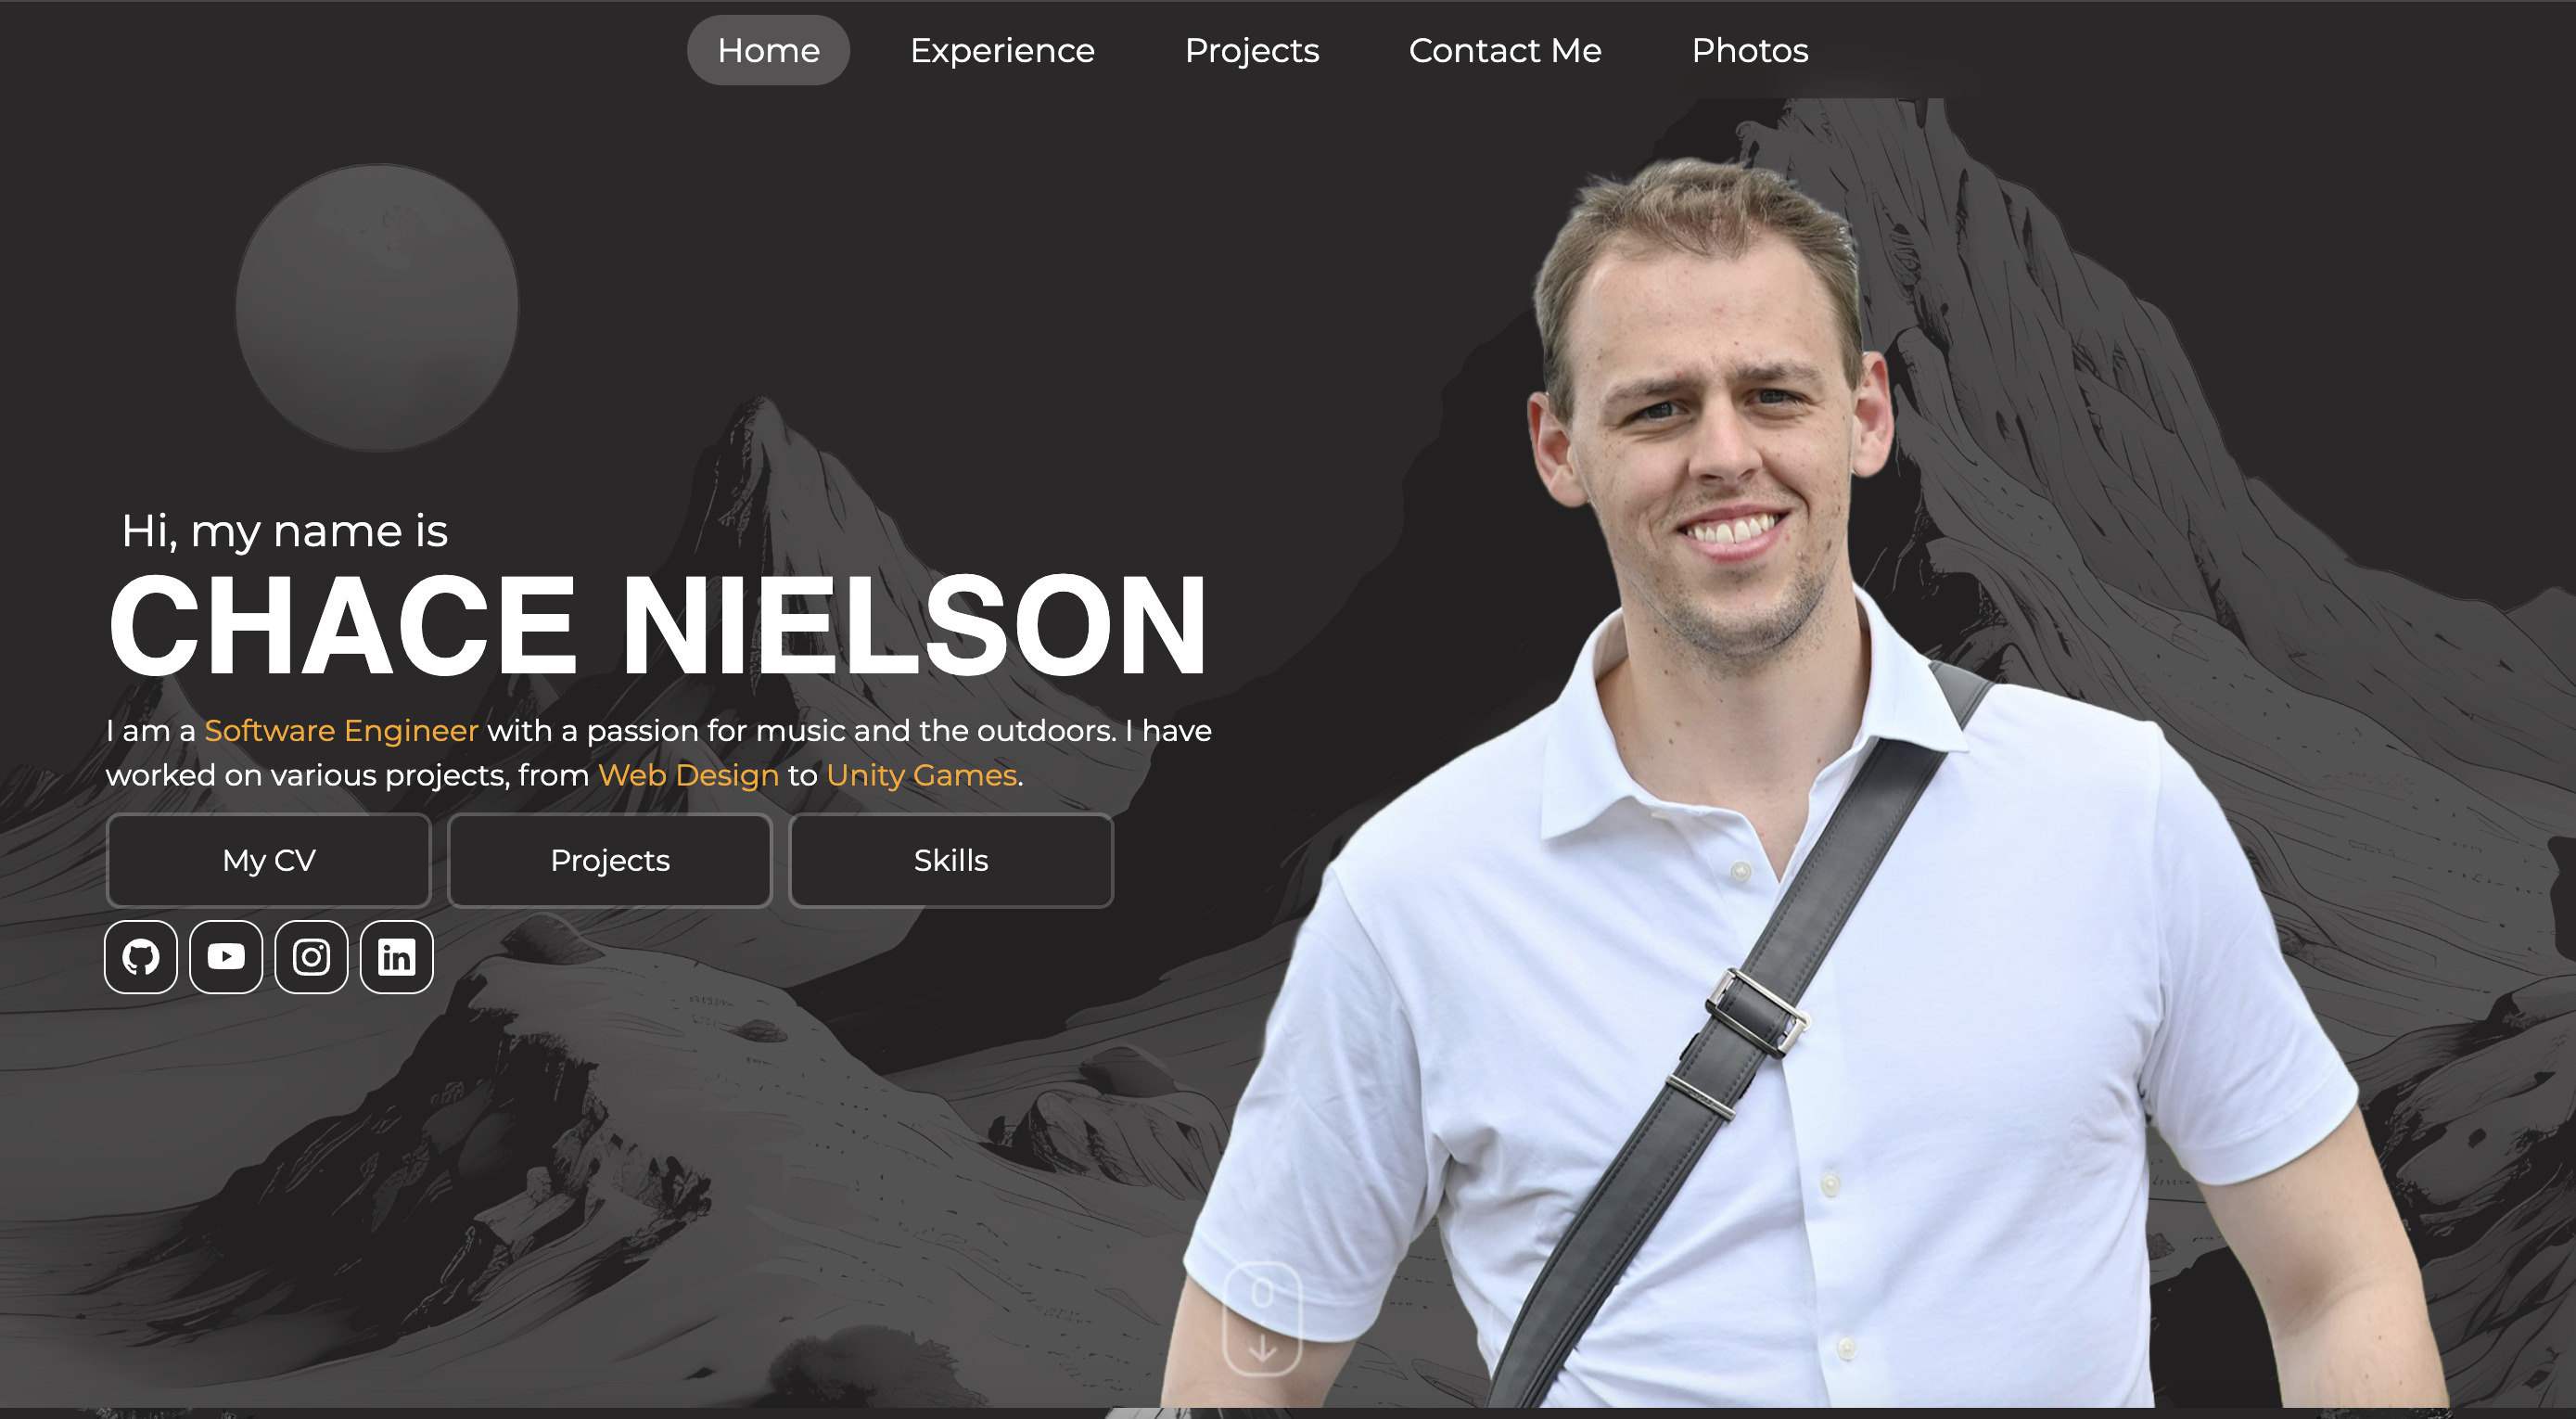 Home Experience Projects Contact Me Photos
Hi, my name is
CHACE NIELSON
I am a Software Engineer with a passion for music and the outdoors. I have
worked on various projects, from Web Design to Unity Games.
My CV Projects Skills
in